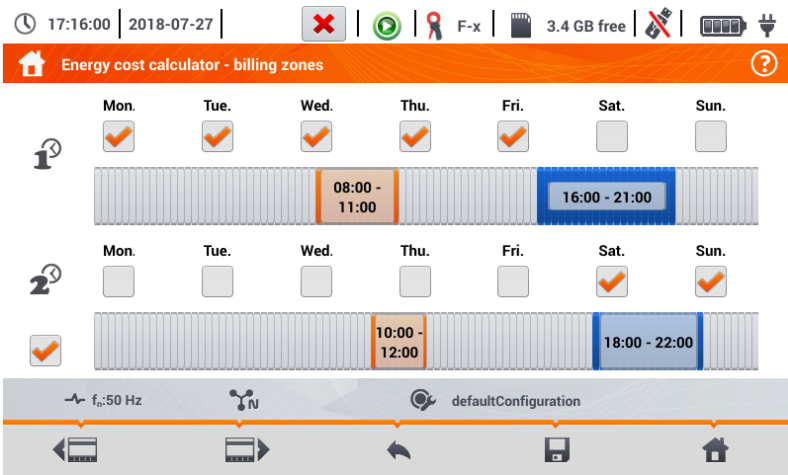 17:16:00 2018-07-27 F-x 3.4 GB free
Energy cost calculator - billing zones ?
Mon. Tue. Wed. Thu. Fri. Sat. Sun.
1
08:00 -
11:00
16:00 - 21:00
Mon. Tue. Wed. Thu. Fri. Sat. Sun.
2
10:00 -
12:00
18:00 - 22:00
fn:50 Hz N defaultConfiguration